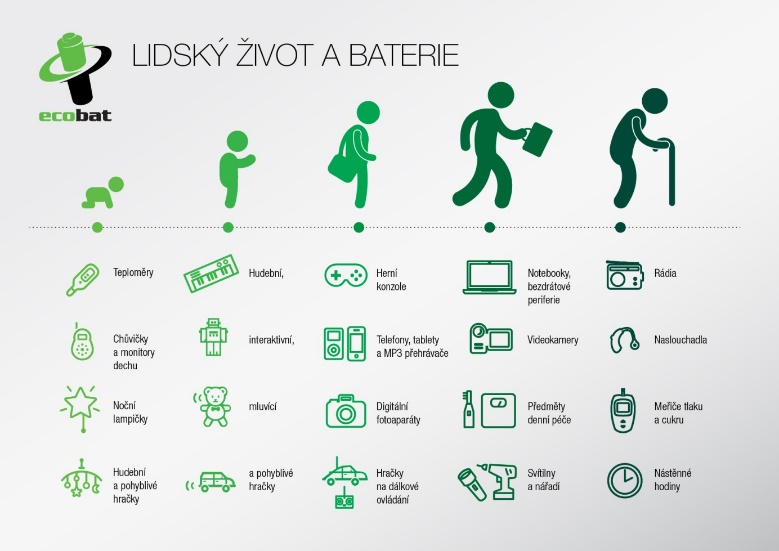 LIDSKÝ ŽIVOT A BATERIE
ecobat
Teploměry
Chůvičky
a monitory
dechu
Noční
lampičky
Hudební
a pohyblivé
hračky
Hudební,
interaktivní,
mluvící
a pohyblivé
hračky
Herní
konzole
Telefony, tablety
a MP3 přehrávače
Digitální
fotoaparáty
Hračky
na dálkové
ovládání
Notebooky,
bezdrátové
periferie
Videokamery
Předměty
denní péče
Svítilny
a nářadí
Rádia
Naslouchadla
Meřiče tlaku
a cukru
Nástěnné
hodiny